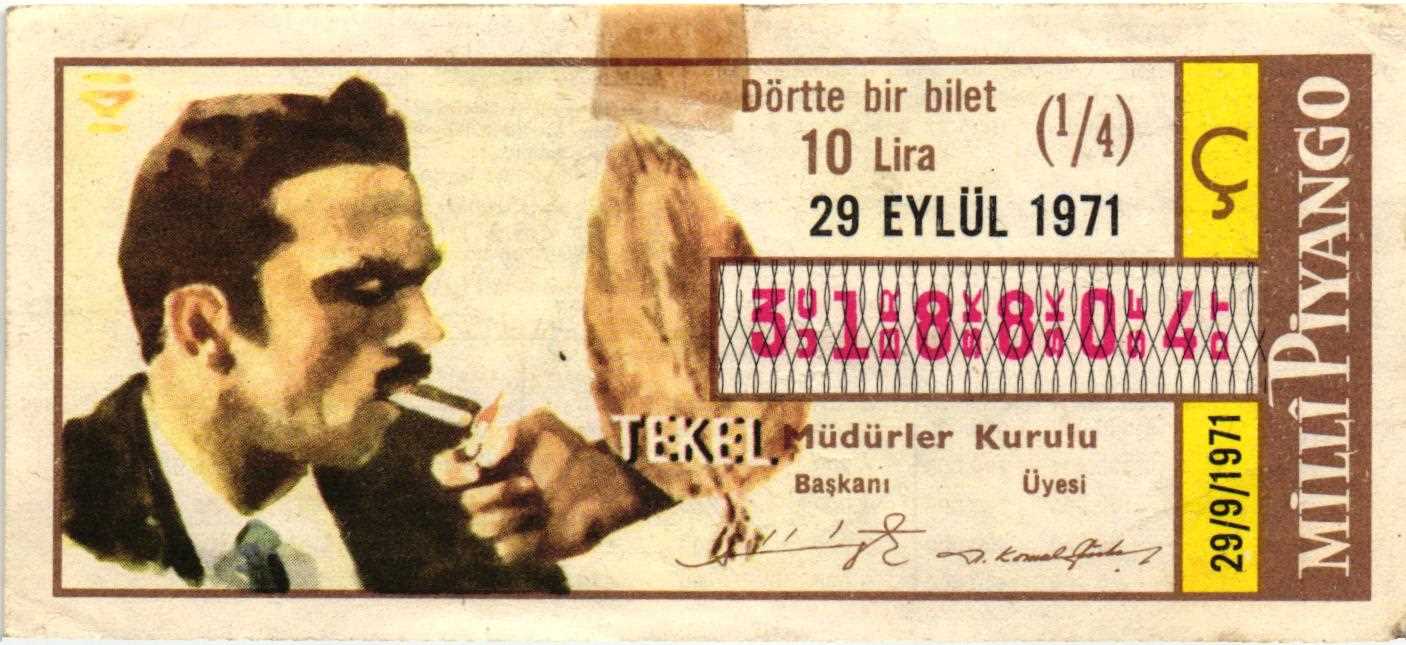 141
Dörtte bir bilet
10 Lira
(1/4)
29 EYLÜL 1971
Ç
318804
TEKEL
Müdürler Kurulu
Başkanı
Üyesi
29/9/1971
MİLLÎ PİYANGO